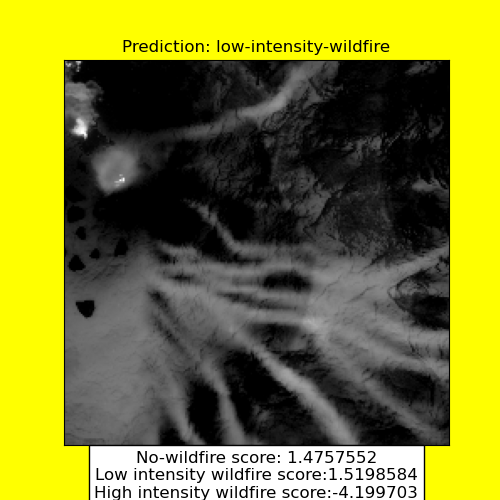 Prediction: low-intensity-wildfire
No-wildfire score: 1.4757552
Low intensity wildfire score:1.5198584
High intensity wildfire score:-4.199703